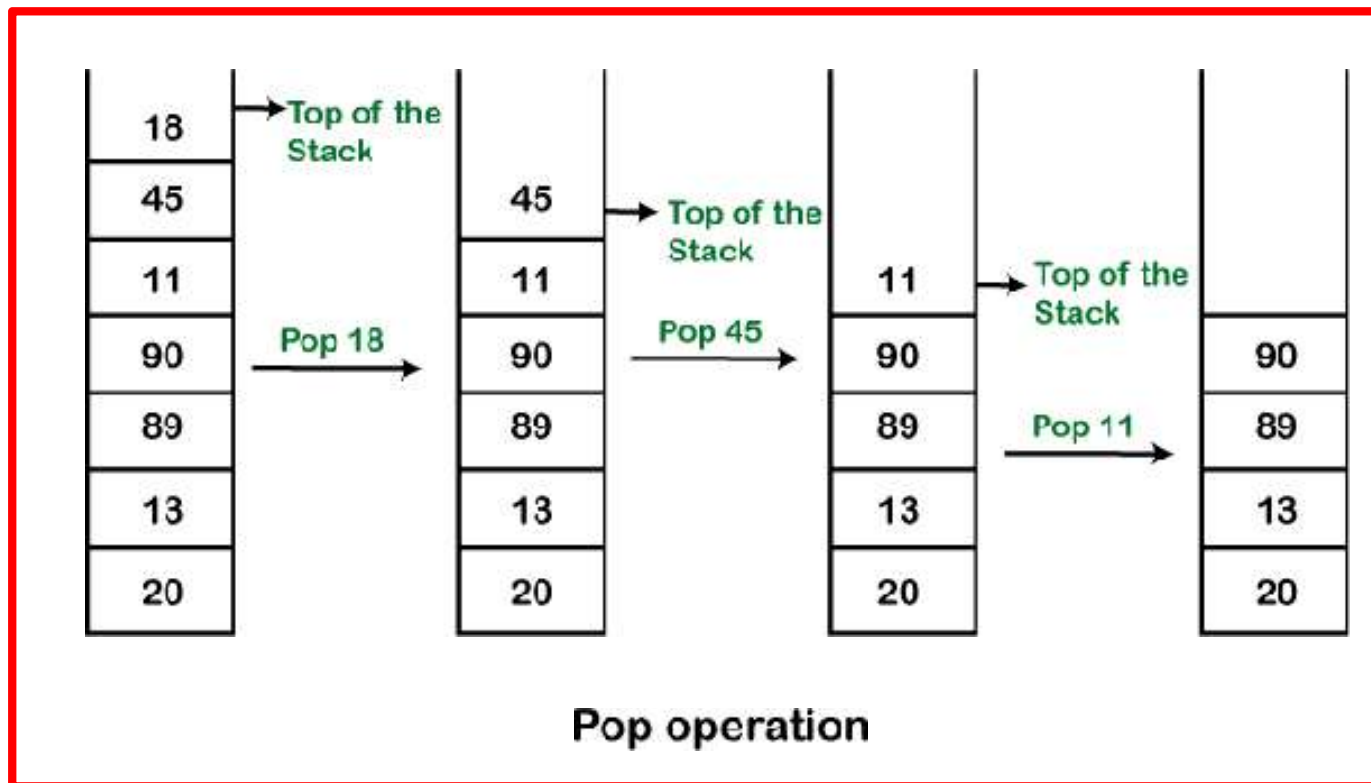 18
Top of the
Stack
45
11
90
89
13
20
Pop 18
45
Top of the
Stack
11
90
89
13
20
Pop 45
11
Top of the
Stack
90
89
13
20
Pop 11
90
89
13
20
Pop operation